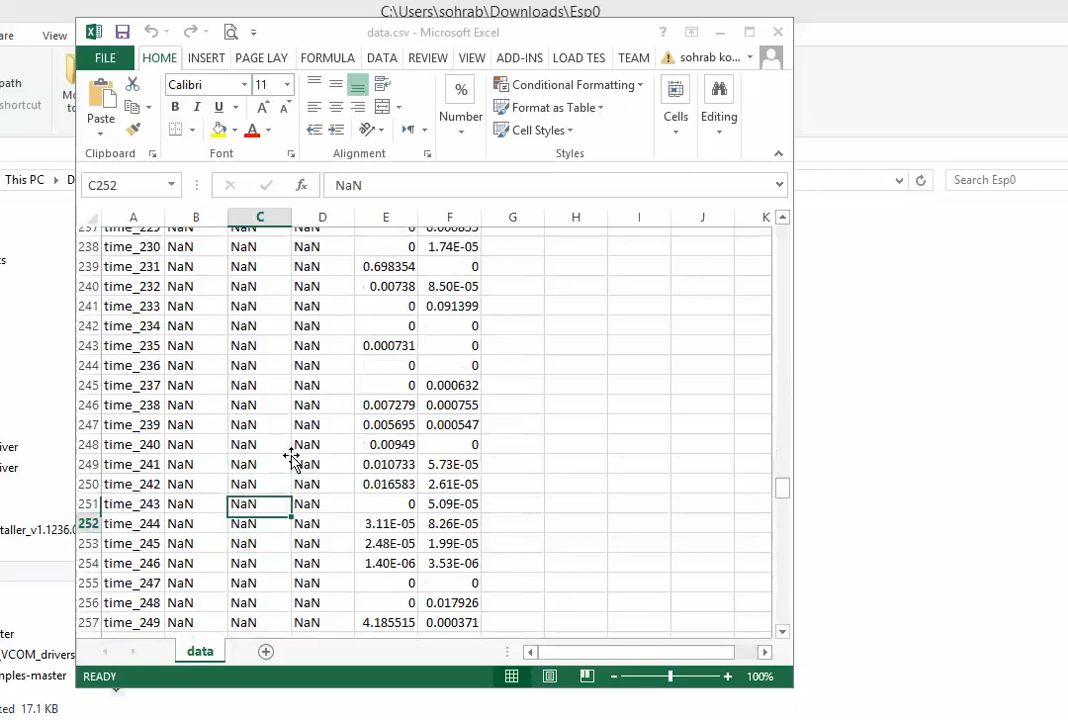 C:\Users\sohrab\Downloads\Esp0
data.csv - Microsoft Excel
View
FILE HOME INSERT PAGE LAY FORMULA DATA REVIEW VIEW ADD-INS LOAD TES TEAM sohrab ko...
Calibri 11
Paste
Number
Conditional Formatting
Format as Table
Cell Styles
Cells
Editing
Clipboard Font Alignment Styles
path
shortcut
This PC
C252 NaN
Search Esp0
A B C D E F G H I J K
237 time_229 NaN NaN NaN 0 0.000855
238 time_230 NaN NaN NaN 0 1.74E-05
239 time_231 NaN NaN NaN 0.698354 0
240 time_232 NaN NaN NaN 0.00738 8.50E-05
241 time_233 NaN NaN NaN 0 0.091399
242 time_234 NaN NaN NaN 0 0
243 time_235 NaN NaN NaN 0.000731 0
244 time_236 NaN NaN NaN 0 0
245 time_237 NaN NaN NaN 0 0.000632
246 time_238 NaN NaN NaN 0.007279 0.000755
247 time_239 NaN NaN NaN 0.005695 0.000547
248 time_240 NaN NaN NaN 0.00949 0
249 time_241 NaN NaN NaN 0.010733 5.73E-05
250 time_242 NaN NaN NaN 0.016583 2.61E-05
251 time_243 NaN NaN NaN 0 5.09E-05
252 time_244 NaN NaN NaN 3.11E-05 8.26E-05
253 time_245 NaN NaN NaN 2.48E-05 1.99E-05
254 time_246 NaN NaN NaN 1.40E-06 3.53E-06
255 time_247 NaN NaN NaN 0 0
256 time_248 NaN NaN NaN 0 0.017926
257 time_249 NaN NaN NaN 4.185515 0.000371
taller_v1.1236.0
_VCOM_drivers
nples-master
data
READY 100%
ted 17.1 KB